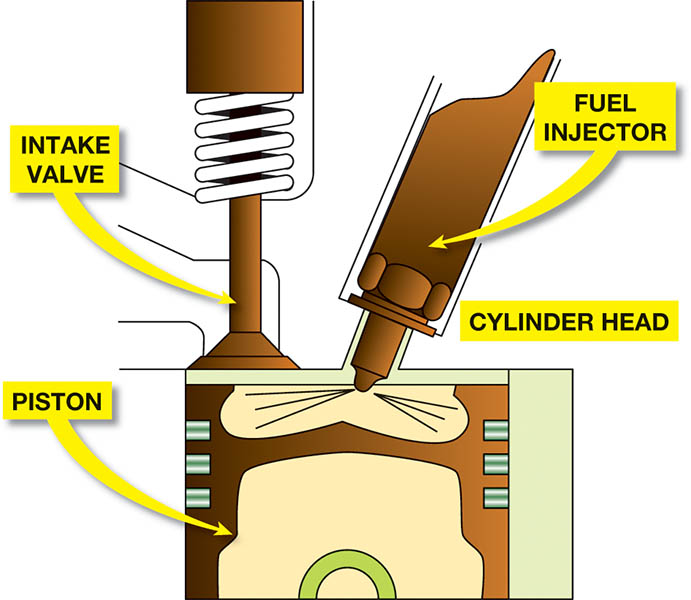 FUEL
INJECTOR
INTAKE
VALVE
CYLINDER HEAD
PISTON